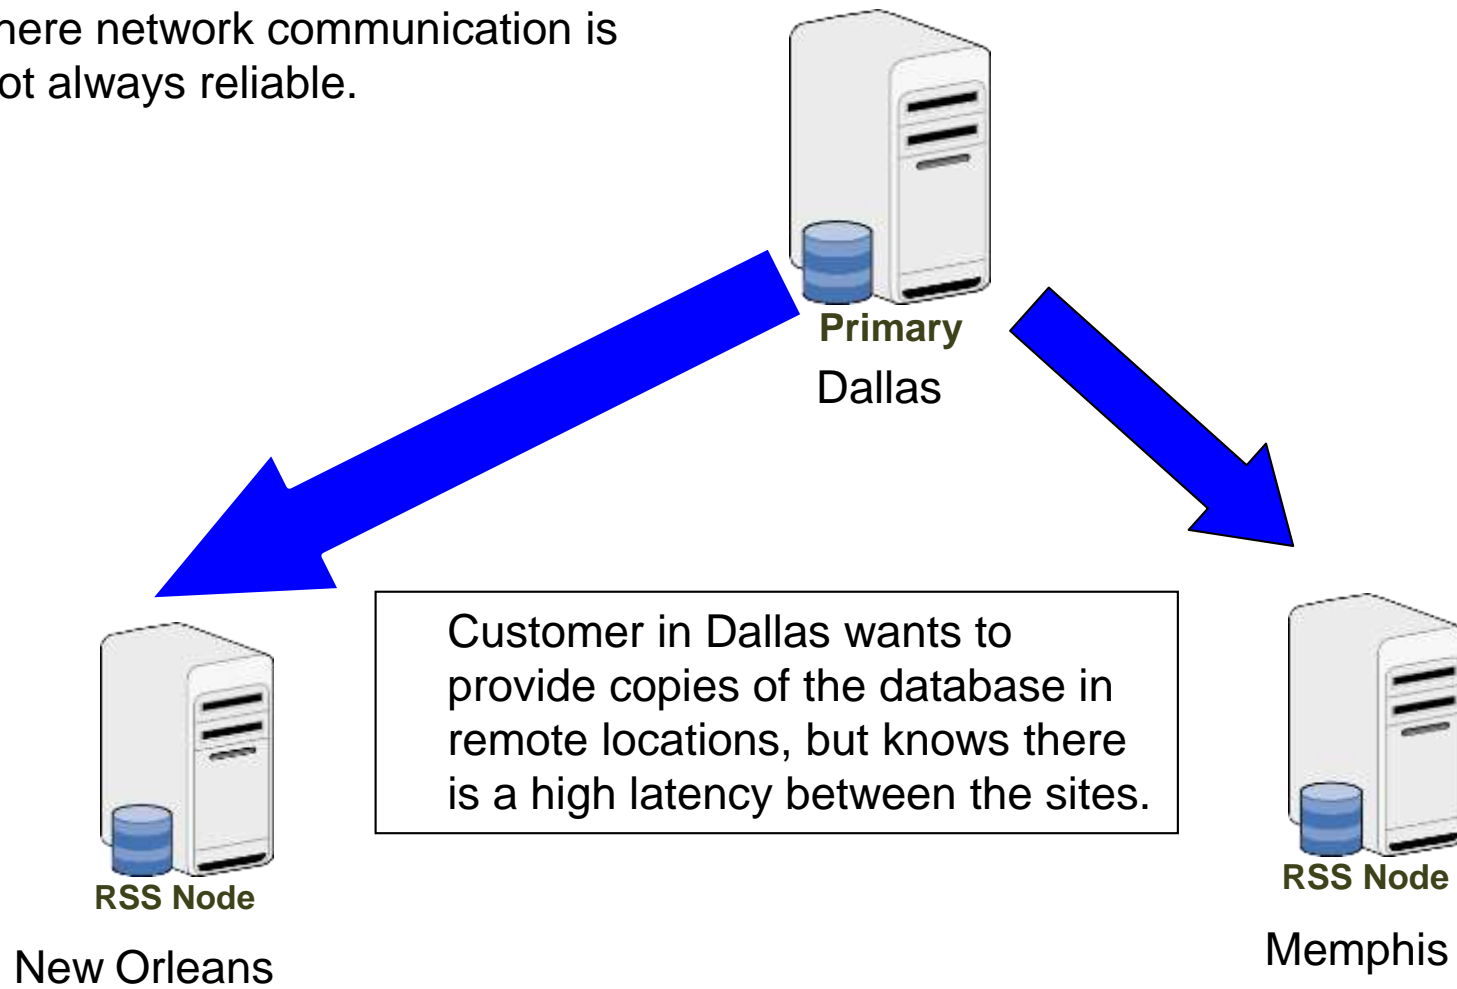 here network communication is
ot always reliable.
Primary
Dallas
Customer in Dallas wants to
provide copies of the database in
remote locations, but knows there
is a high latency between the sites.
RSS Node
New Orleans
RSS Node
Memphis